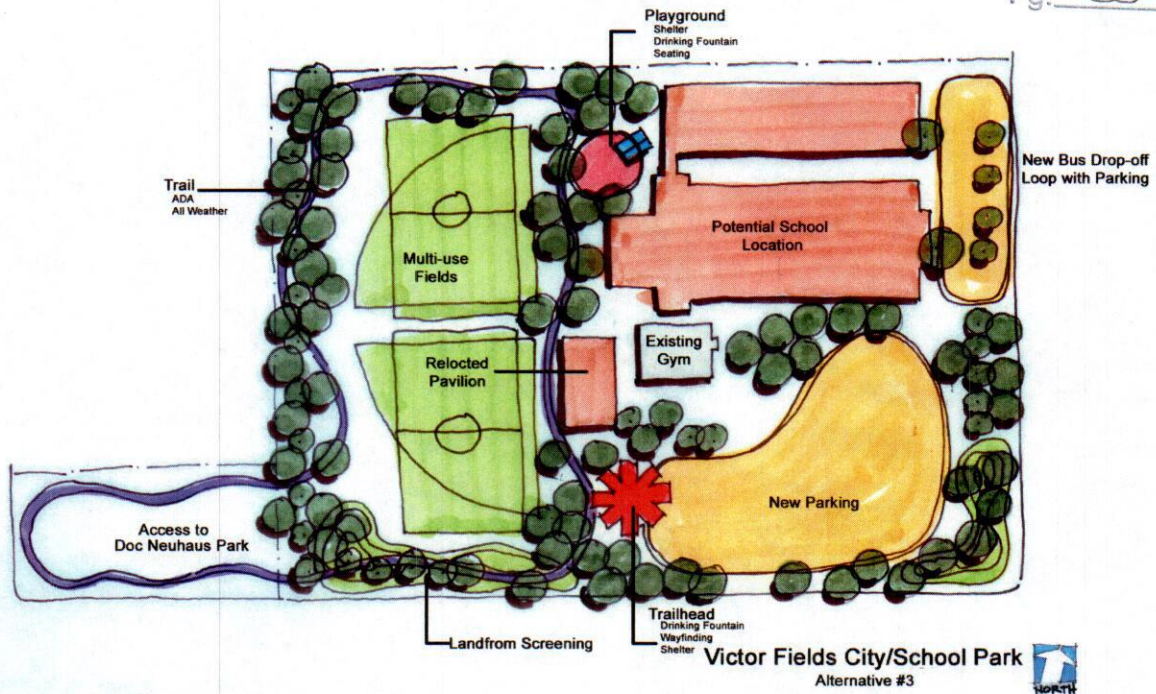 Pg.
Playground
Shelter
Drinking Fountain
Seating
Trail
ADA
All Weather
New Bus Drop-off
Loop with Parking
Potential School
Location
Multi-use
Fields
Existing
Gym
Relocted
Pavilion
New Parking
Access to
Doc Neuhaus Park
Landfrom Screening
Trailhead
Drinking Fountain
Wayfinding
Shelter
Victor Fields City/School Park
Alternative #3
NORTH